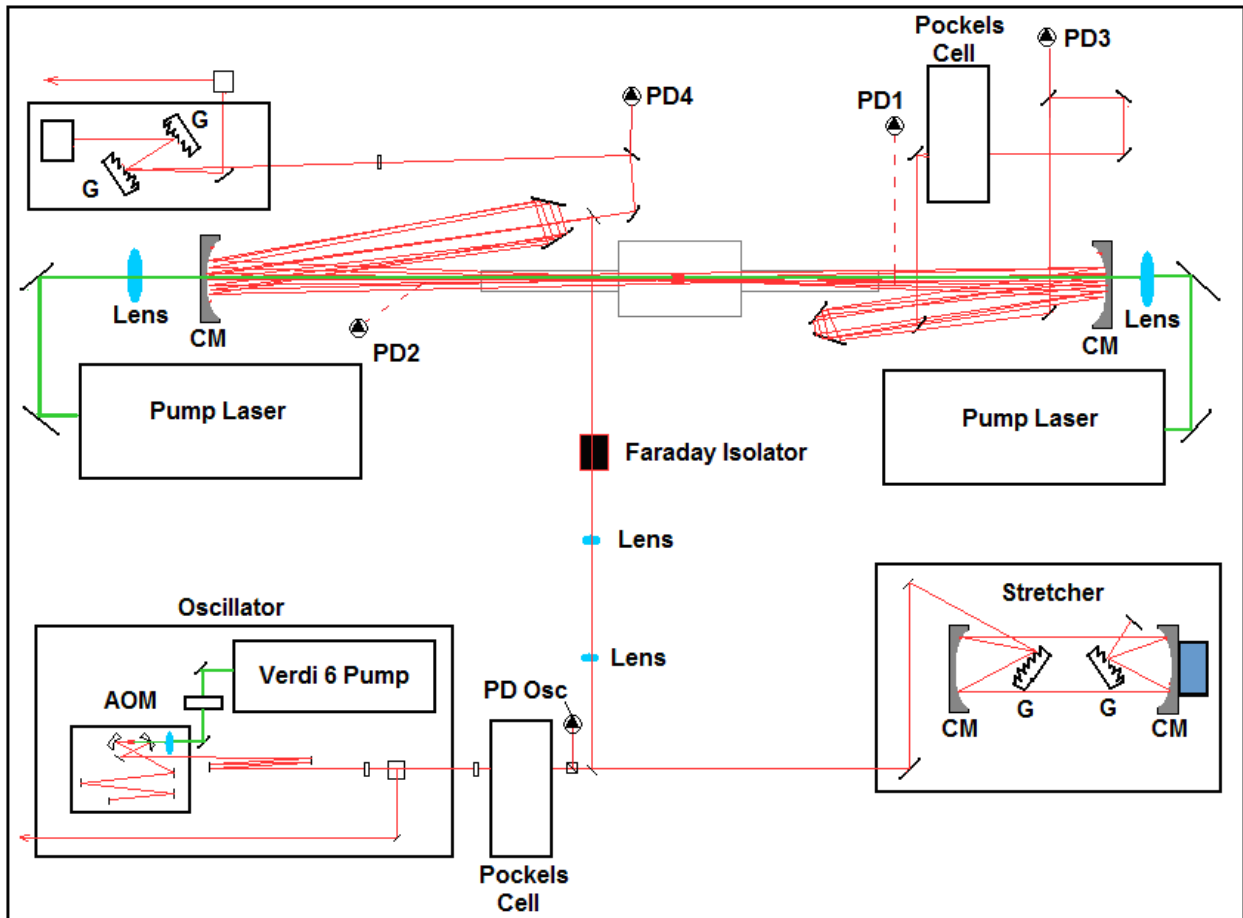 Pockels
Cell
PD3
PD4
PD1
G
G
Lens
CM
PD2
CM
Lens
Pump Laser
Pump Laser
Faraday Isolator
Lens
Oscillator
Stretcher
Verdi 6 Pump
Lens
AOM
PD Osc
G
G
CM
CM
Pockels
Cell